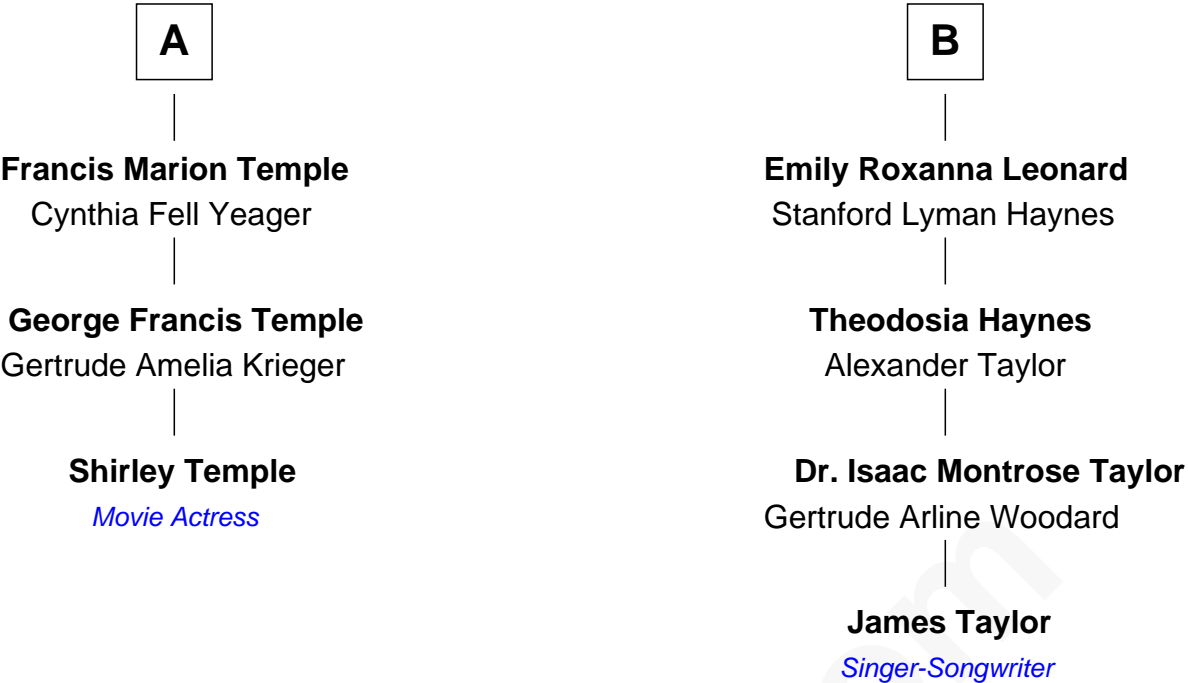 A
B
Francis Marion Temple
Emily Roxanna Leonard
Cynthia Fell Yeager
Stanford Lyman Haynes
George Francis Temple
Theodosia Haynes
Gertrude Amelia Krieger
Alexander Taylor
Shirley Temple
Dr. Isaac Montrose Taylor
Movie Actress
Gertrude Arline Woodard
James Taylor
Singer-Songwriter